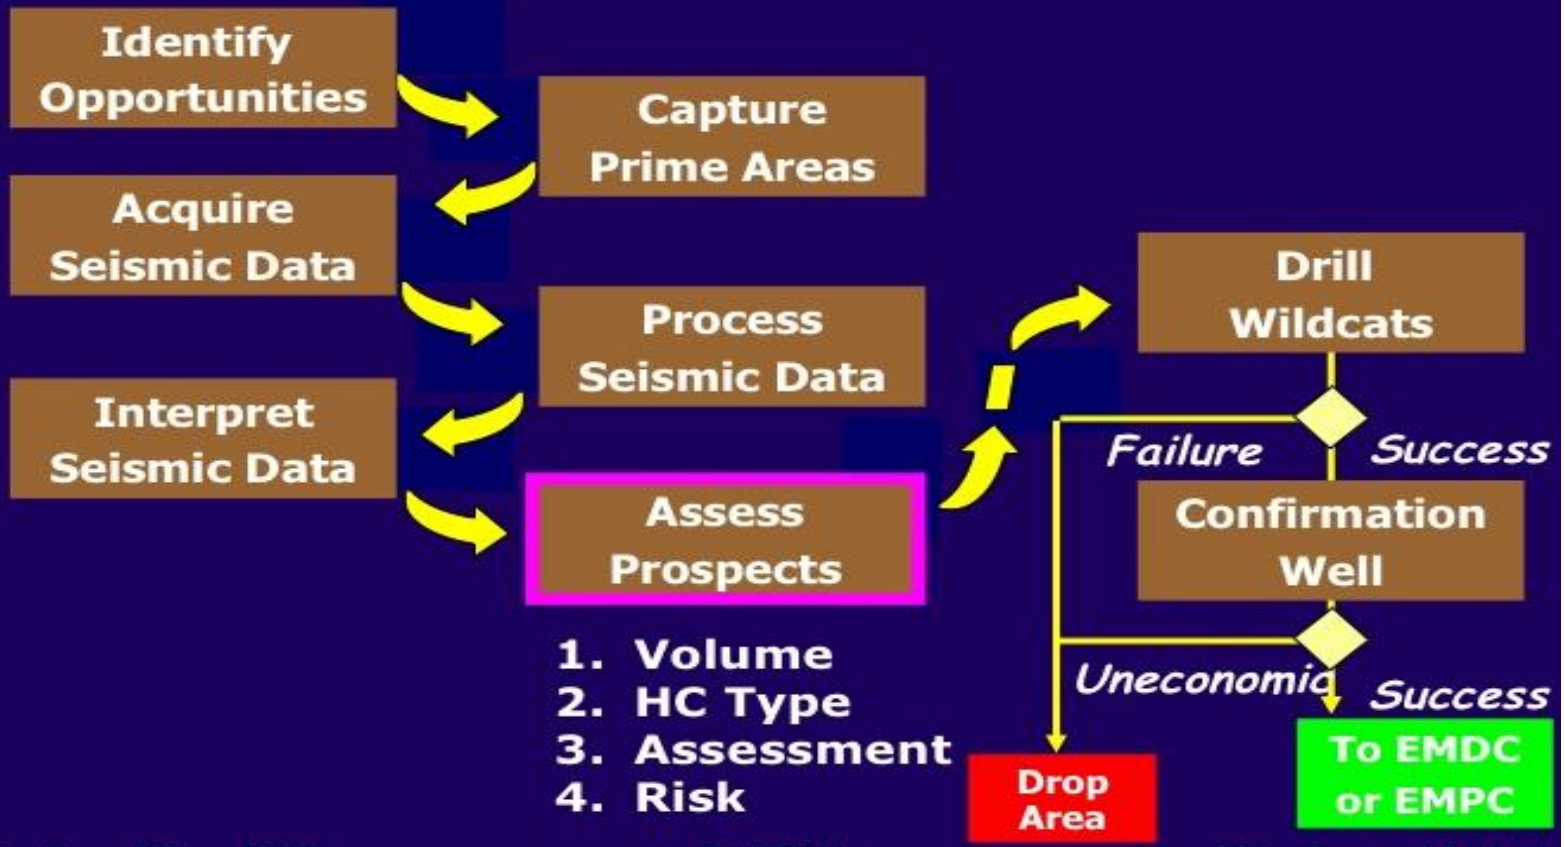 Identify
Opportunities
Capture
Prime Areas
Acquire
Seismic Data
Process
Seismic Data
Interpret
Seismic Data
Assess
Prospects
1. Volume
2. HC Type
3. Assessment
4. Risk
Drill
Wildcats
Failure
Success
Confirmation
Well
Uneconomic
Success
Drop
Area
To EMDC
or EMPC